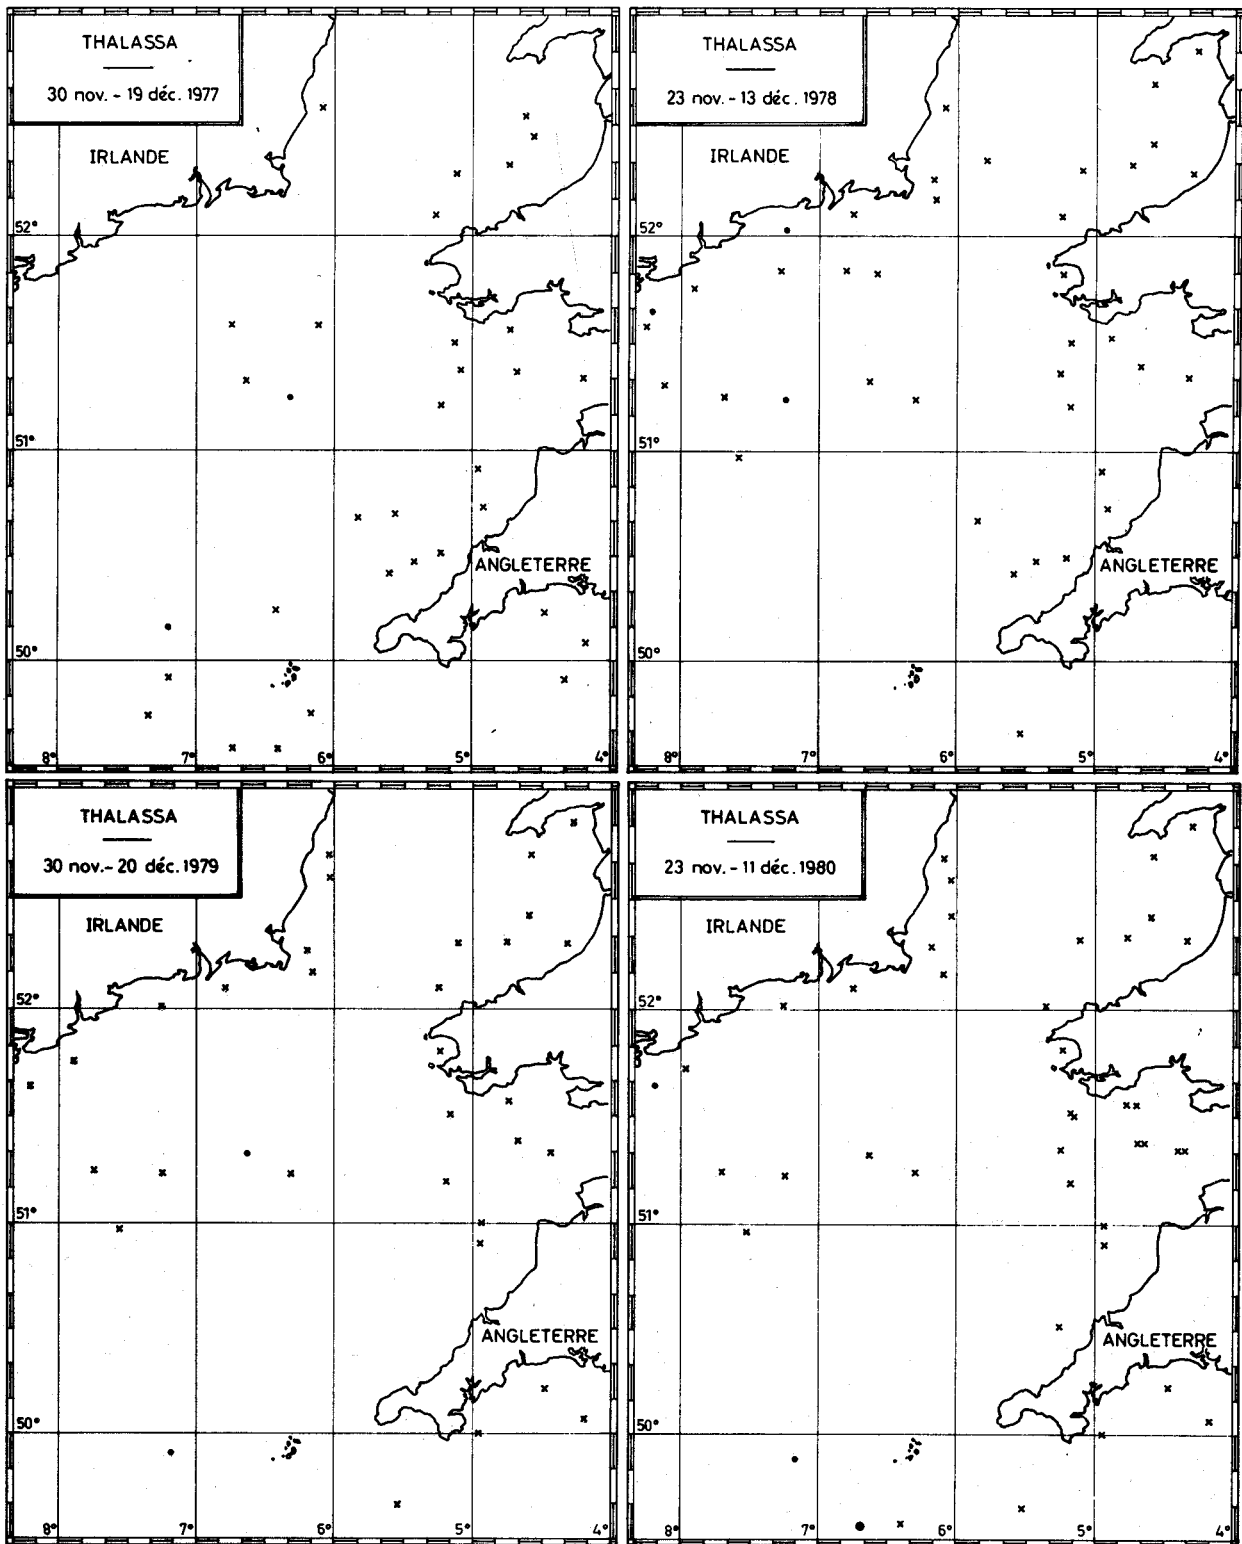 THALASSA
30 nov. - 19 déc. 1977
IRLANDE
52°
51°
ANGLETERRE
50°
8° 7° 6° 5° 4°
THALASSA
23 nov. - 13 déc. 1978
IRLANDE
52°
51°
ANGLETERRE
50°
8° 7° 6° 5° 4°
THALASSA
30 nov. - 20 déc. 1979
IRLANDE
52°
51°
ANGLETERRE
50°
8° 7° 6° 5° 4°
THALASSA
23 nov. - 11 déc. 1980
IRLANDE
52°
51°
ANGLETERRE
50°
8° 7° 6° 5° 4°